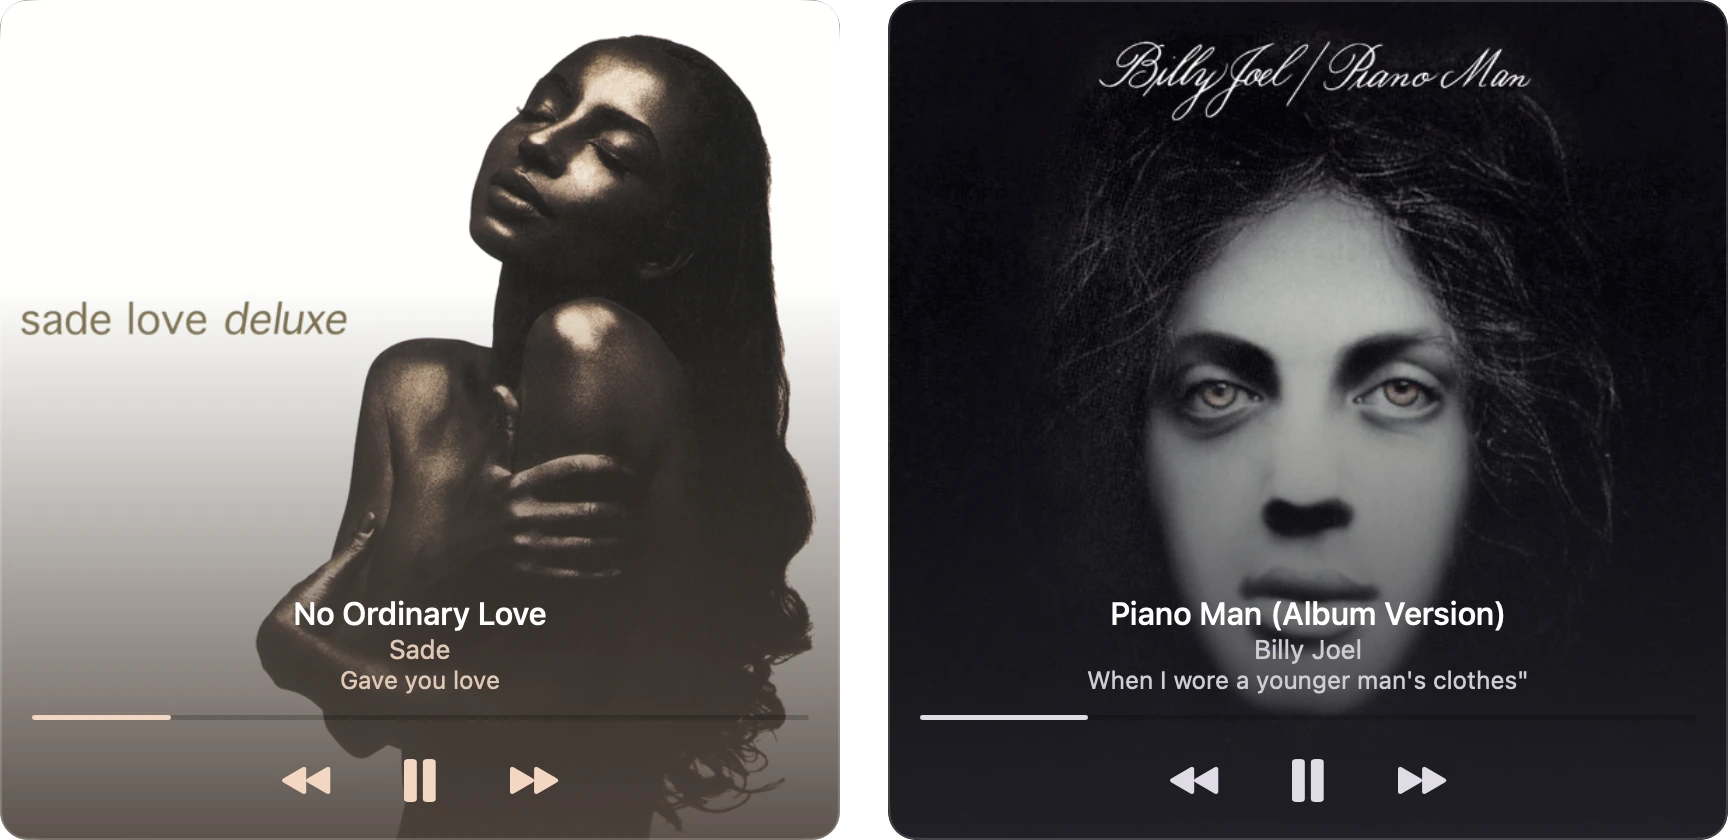 sade love deluxe
No Ordinary Love
Sade
Gave you love
Billy Joel / Piano Man
Piano Man (Album Version)
Billy Joel
When I wore a younger man's clothes"